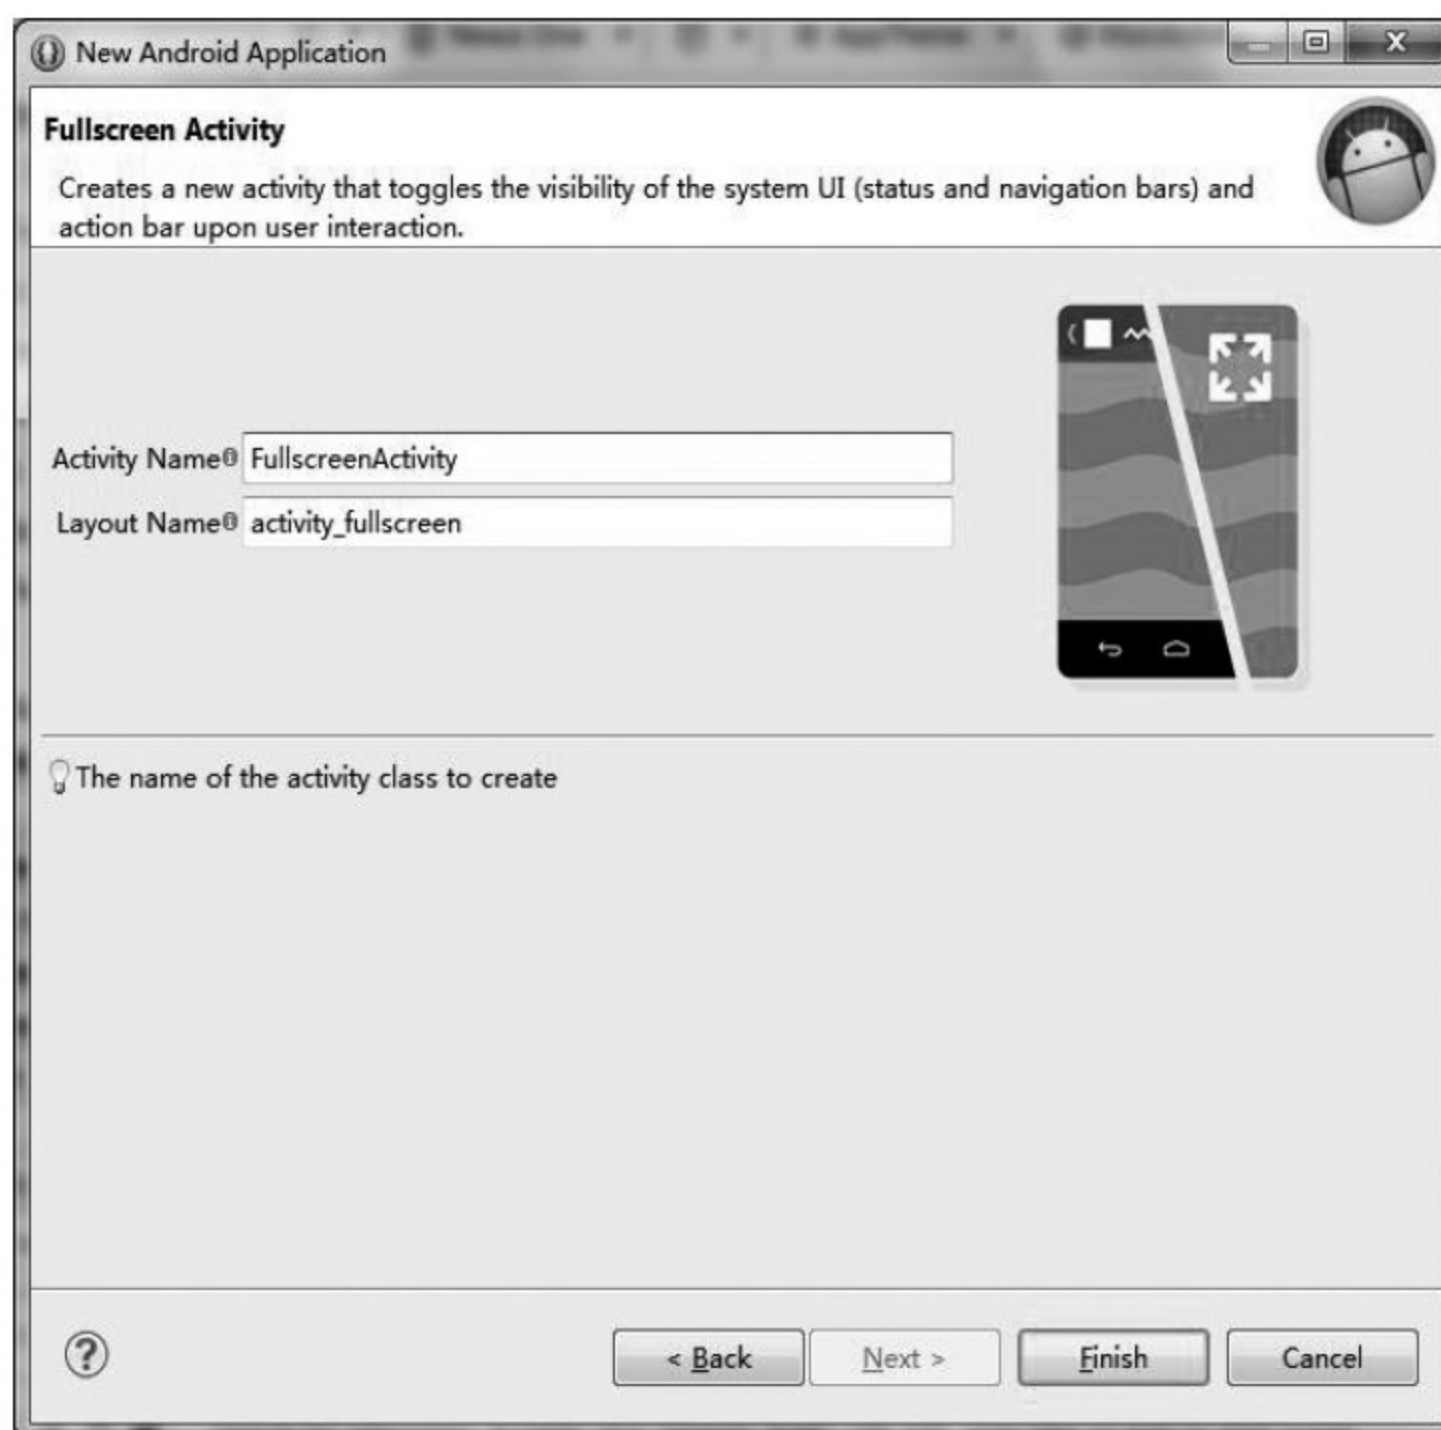 New Android Application
Fullscreen Activity
Creates a new activity that toggles the visibility of the system UI (status and navigation bars) and
action bar upon user interaction.
Activity Name
FullscreenActivity
Layout Name
activity_fullscreen
The name of the activity class to create
?
< Back
Next >
Finish
Cancel